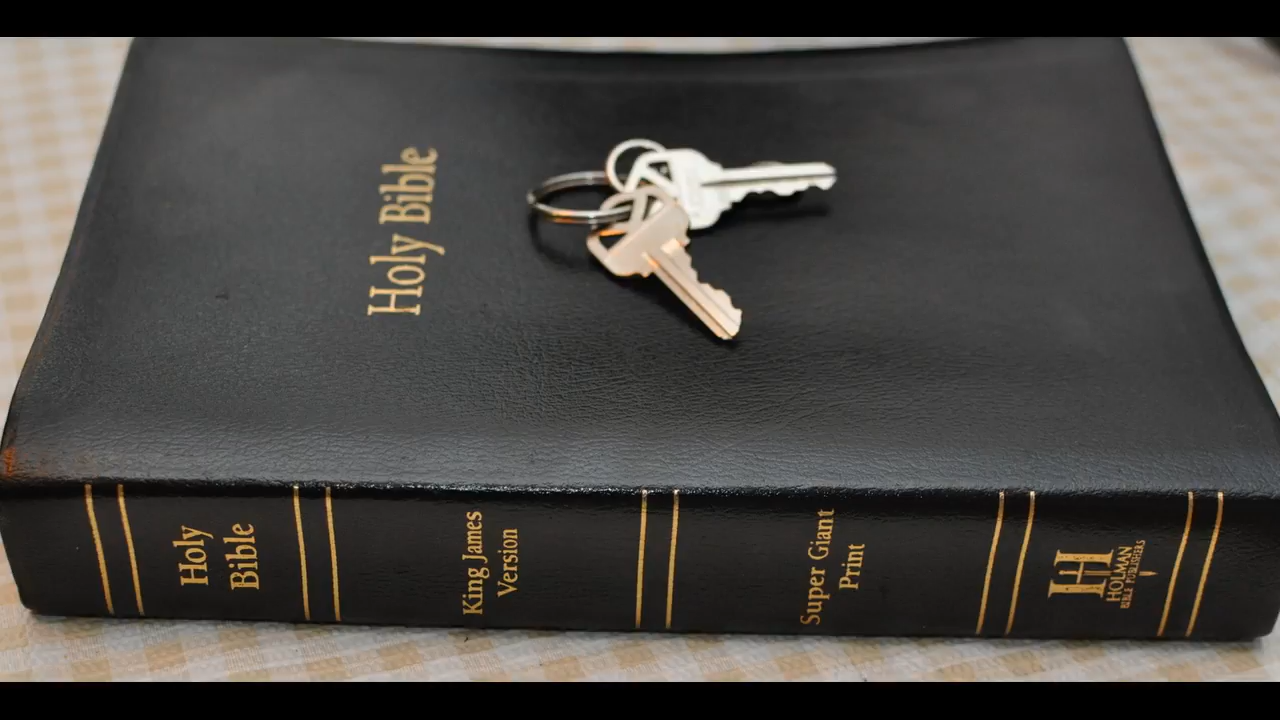 Holy Bible
Holy
Bible
King James
Version
Super Giant
Print
HOLMAN
BIBLE PUBLISHERS